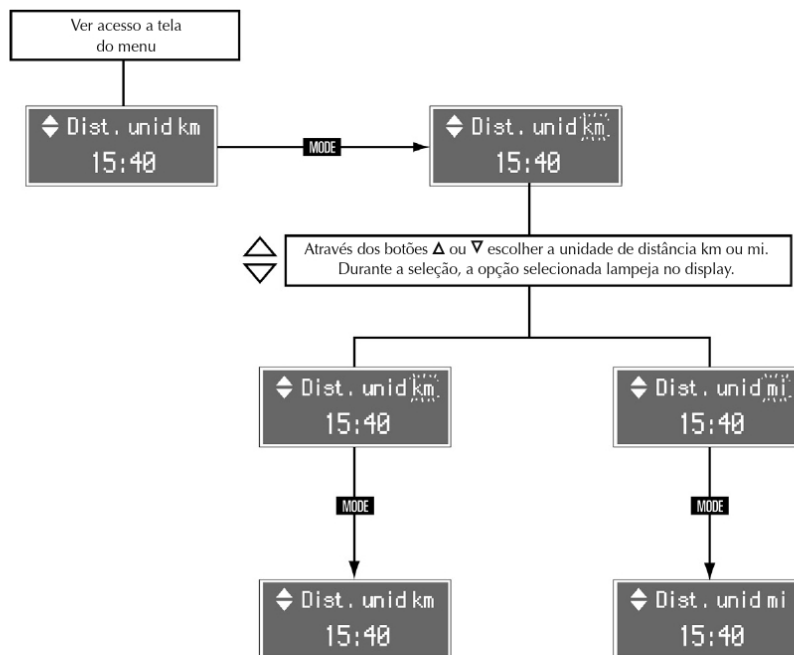 Ver acesso a tela
do menu
Dist. unid km
15:40
MODE
Dist. unid km
15:40
Através dos botões Δ ou ∇ escolher a unidade de distância km ou mi.
Durante a seleção, a opção selecionada lampeja no display.
Dist. unid km
15:40
Dist. unid mi
15:40
MODE
MODE
Dist. unid km
15:40
Dist. unid mi
15:40